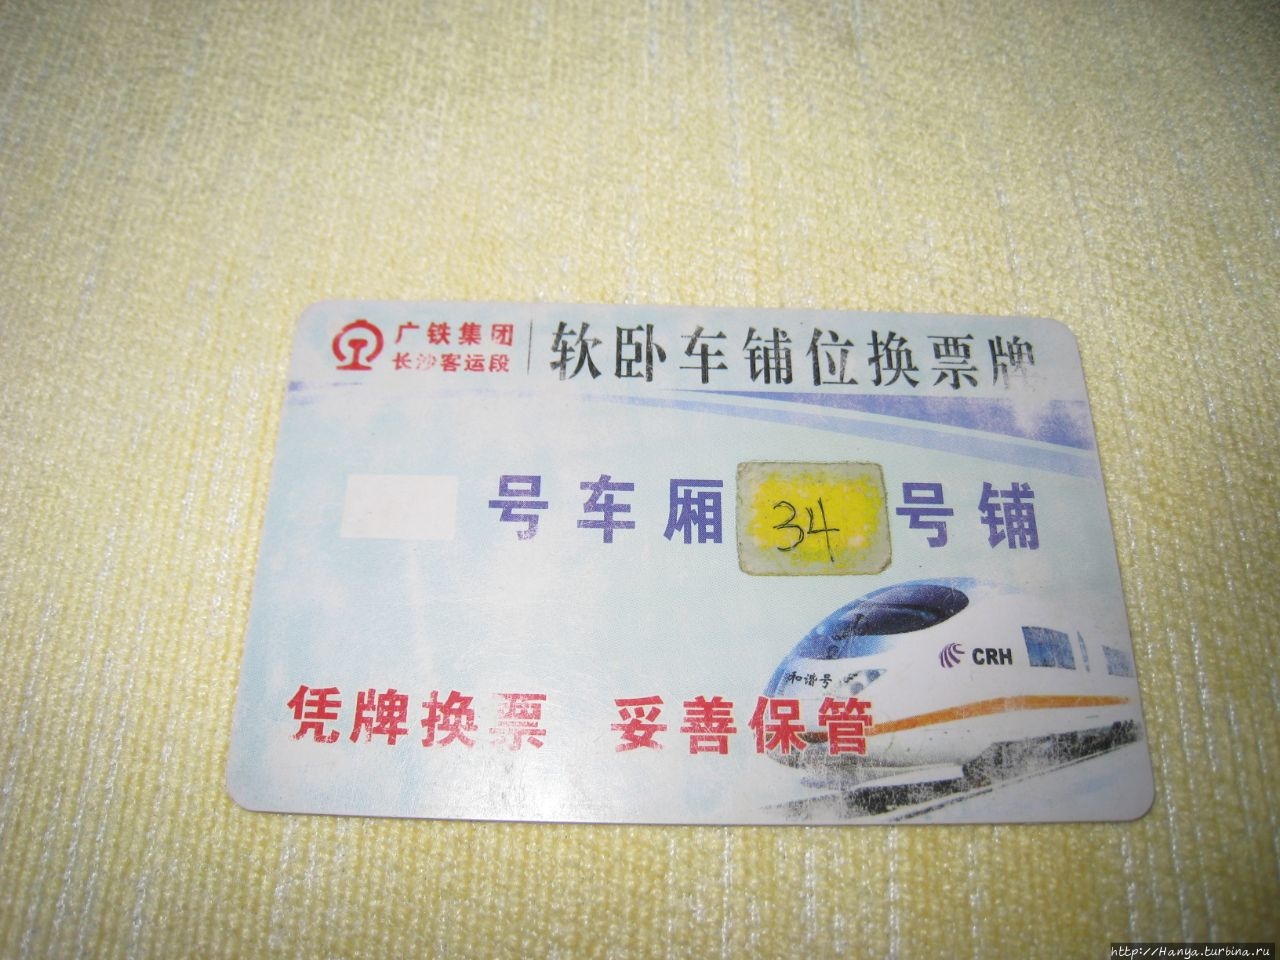 广铁集团
长沙客运段
软卧车铺位换票牌
号车厢 34 号铺
CRH
和谐号
凭牌换票 妥善保管
http://Hanya.turbina.ru